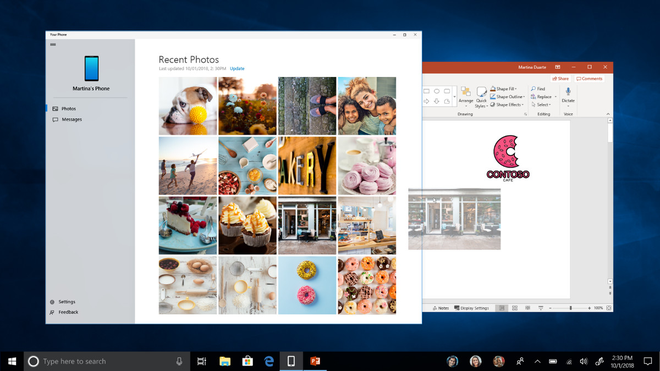 Your Phone
Martina's Phone
Photos
Messages
Settings
Feedback
Recent Photos
Last updated 10/01/2018, 2:30PM Update
BAKERY
Martina Duarte
Share
Comments
Arrange
Quick
Styles
Shape Fill
Shape Outline
Shape Effects
Find
Replace
Select
Dictate
Drawing
Editing
Voice
CONTOSO
CAFE
Notes
Display Settings
100%
Type here to search
2:30 PM
10/1/2018